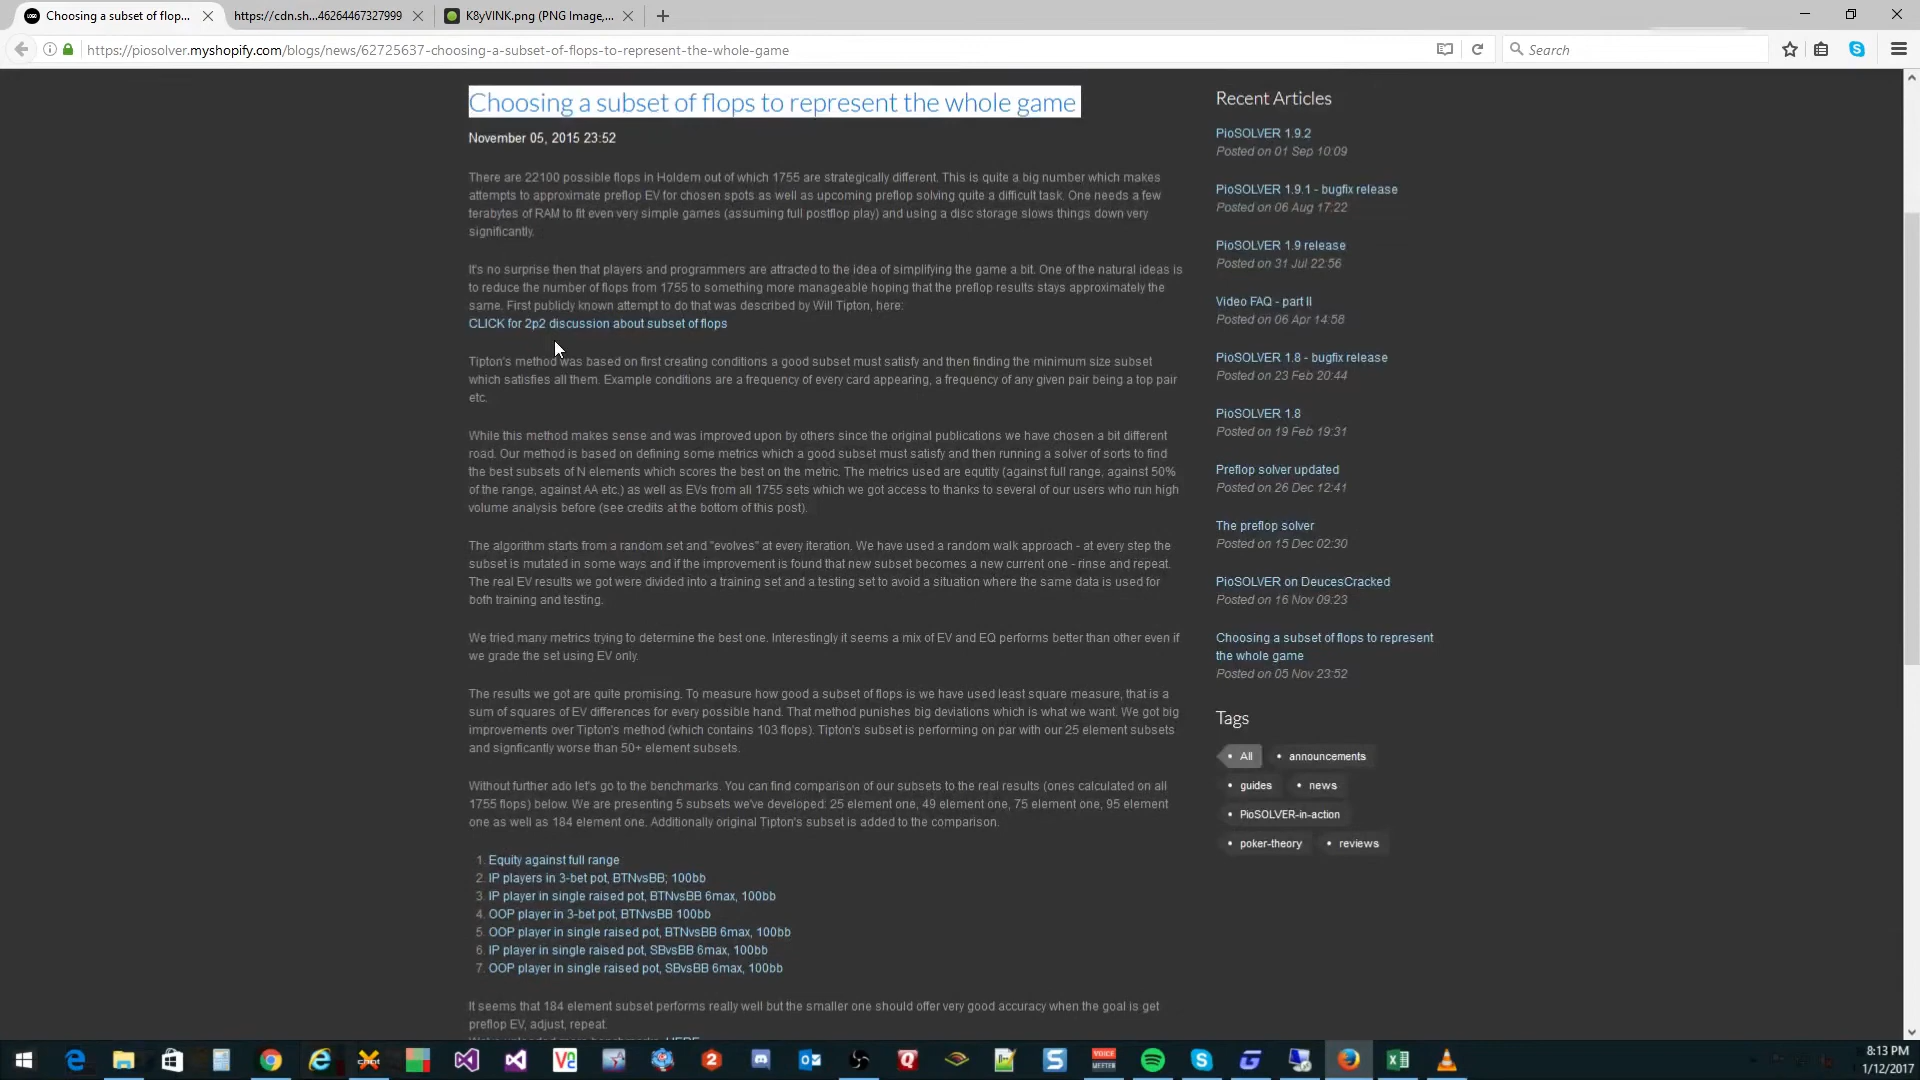 Choosing a subset of flop...
https://cdn.sh...46264467327999
K8yVINK.png (PNG Image,...
https://piosolver.myshopify.com/blogs/news/62725637-choosing-a-subset-of-flops-to-represent-the-whole-game
Search
Choosing a subset of flops to represent the whole game
November 05, 2015 23:52
There are 22100 possible flops in Holdem out of which 1755 are strategically different. This is quite a big number which makes
attempts to approximate preflop EV for chosen spots as well as upcoming preflop solving quite a difficult task. One needs a few
terabytes of RAM to fit even very simple games (assuming full postflop play) and using a disc storage slows things down very
significantly.
It's no surprise then that players and programmers are attracted to the idea of simplifying the game a bit. One of the natural ideas is
to reduce the number of flops from 1755 to something more manageable hoping that the preflop results stays approximately the
same. First publicly known attempt to do that was described by Will Tipton, here:
CLICK for 2p2 discussion about subset of flops
Tipton's method was based on first creating conditions a good subset must satisfy and then finding the minimum size subset
which satisfies all them. Example conditions are a frequency of every card appearing, a frequency of any given pair being a top pair
etc.
While this method makes sense and was improved upon by others since the original publications we have chosen a bit different
road. Our method is based on defining some metrics which a good subset must satisfy and then running a solver of sorts to find
the best subsets of N elements which scores the best on the metric. The metrics used are equtity (against full range, against 50%
of the range, against AA etc.) as well as EVs from all 1755 sets which we got access to thanks to several of our users who run high
volume analysis before (see credits at the bottom of this post).
The algorithm starts from a random set and "evolves" at every iteration. We have used a random walk approach - at every step the
subset is mutated in some ways and if the improvement is found that new subset becomes a new current one - rinse and repeat.
The real EV results we got were divided into a training set and a testing set to avoid a situation where the same data is used for
both training and testing.
We tried many metrics trying to determine the best one. Interestingly it seems a mix of EV and EQ performs better than other even if
we grade the set using EV only.
The results we got are quite promising. To measure how good a subset of flops is we have used least square measure, that is a
sum of squares of EV differences for every possible hand. That method punishes big deviations which is what we want. We got big
improvements over Tipton's method (which contains 103 flops). Tipton's subset is performing on par with our 25 element subsets
and signficantly worse than 50+ element subsets.
Without further ado let's go to the benchmarks. You can find comparison of our subsets to the real results (ones calculated on all
1755 flops) below. We are presenting 5 subsets we've developed: 25 element one, 49 element one, 75 element one, 95 element
one as well as 184 element one. Additionally original Tipton's subset is added to the comparison.
1. Equity against full range
2. IP players in 3-bet pot, BTNvsBB; 100bb
3. IP player in single raised pot, BTNvsBB 6max, 100bb
4. OOP player in 3-bet pot, BTNvsBB 100bb
5. OOP player in single raised pot, BTNvsBB 6max, 100bb
6. IP player in single raised pot, SBvsBB 6max, 100bb
7. OOP player in single raised pot, SBvsBB 6max, 100bb
It seems that 184 element subset performs really well but the smaller one should offer very good accuracy when the goal is get
preflop EV, adjust, repeat.
Recent Articles
PioSOLVER 1.9.2
Posted on 01 Sep 10:09
PioSOLVER 1.9.1 - bugfix release
Posted on 06 Aug 17:22
PioSOLVER 1.9 release
Posted on 31 Jul 22:56
Video FAQ - part II
Posted on 06 Apr 14:58
PioSOLVER 1.8 - bugfix release
Posted on 23 Feb 20:44
PioSOLVER 1.8
Posted on 19 Feb 19:31
Preflop solver updated
Posted on 26 Dec 12:41
The preflop solver
Posted on 15 Dec 02:30
PioSOLVER on DeucesCracked
Posted on 16 Nov 09:23
Choosing a subset of flops to represent
the whole game
Posted on 05 Nov 23:52
Tags
• All • announcements
• guides • news
• PioSOLVER-in-action
• poker-theory • reviews
8:13 PM
1/12/2017